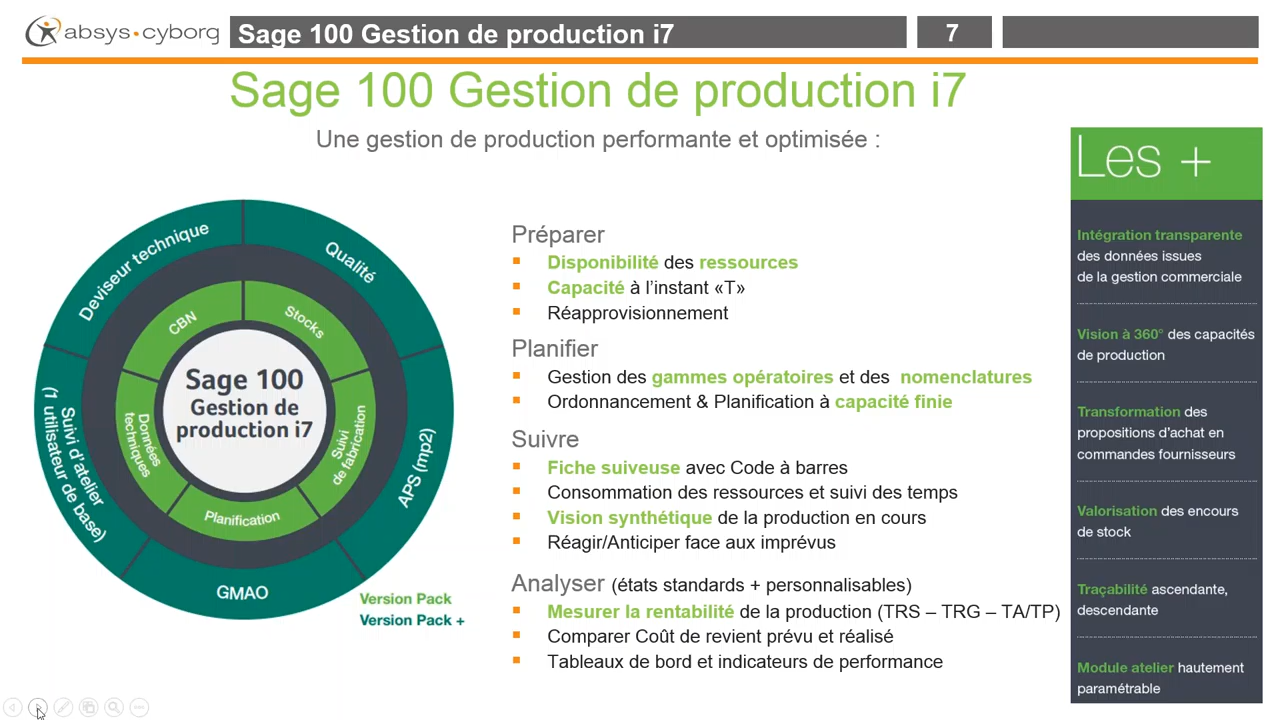 absys•cyborg
Sage 100 Gestion de production i7
7
Sage 100 Gestion de production i7
Une gestion de production performante et optimisée :
Deviseur technique
Qualité
CBN
Stocks
Sage 100
Gestion de
production i7
Données
techniques
Suivi
de fabrication
Suivi d'atelier
(1 utilisateur de base)
APS (mp2)
Planification
GMAO
Version Pack
Version Pack +
Préparer
▪ Disponibilité des ressources
▪ Capacité à l’instant «T»
▪ Réapprovisionnement
Planifier
▪ Gestion des gammes opératoires et des nomenclatures
▪ Ordonnancement & Planification à capacité finie
Suivre
▪ Fiche suiveuse avec Code à barres
▪ Consommation des ressources et suivi des temps
▪ Vision synthétique de la production en cours
▪ Réagir/Anticiper face aux imprévus
Analyser (états standards + personnalisables)
▪ Mesurer la rentabilité de la production (TRS – TRG – TA/TP)
▪ Comparer Coût de revient prévu et réalisé
▪ Tableaux de bord et indicateurs de performance
Les +
Intégration transparente
des données issues
de la gestion commerciale
Vision à 360° des capacités
de production
Transformation des
propositions d’achat en
commandes fournisseurs
Valorisation des encours
de stock
Traçabilité ascendante,
descendante
Module atelier hautement
paramétrable